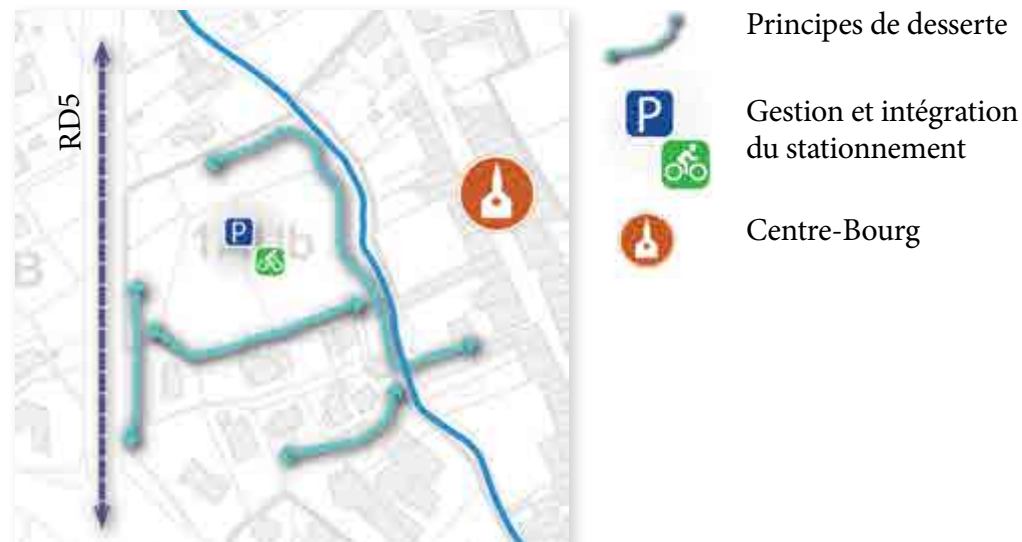 RD5
P
Principes de desserte
P
Gestion et intégration
du stationnement
Centre-Bourg